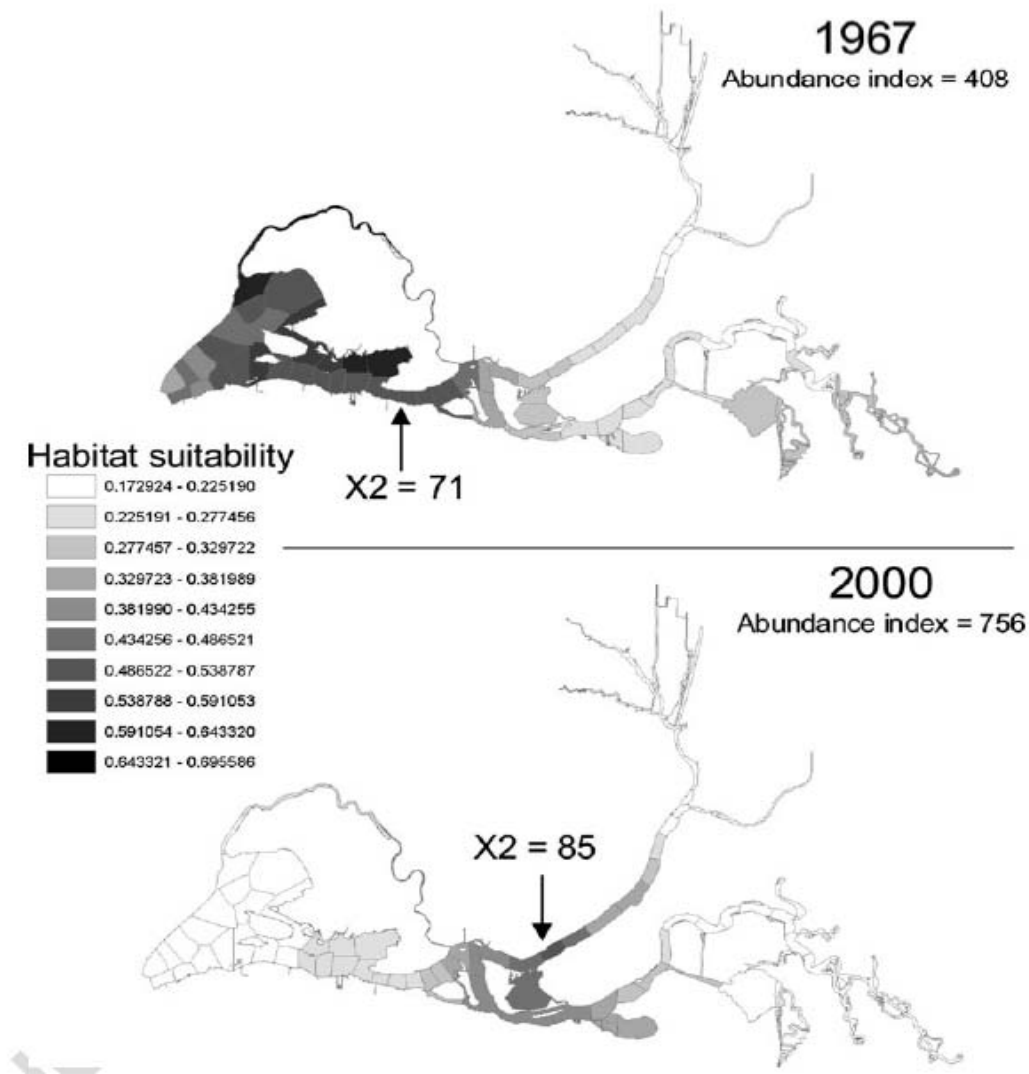 1967
Abundance index = 408
X2 = 71
Habitat suitability
0.172924 - 0.225190
0.225191 - 0.277456
0.277457 - 0.329722
0.329723 - 0.381989
0.381990 - 0.434255
0.434256 - 0.486521
0.486522 - 0.538787
0.538788 - 0.591053
0.591054 - 0.643320
0.643321 - 0.695586
2000
Abundance index = 756
X2 = 85